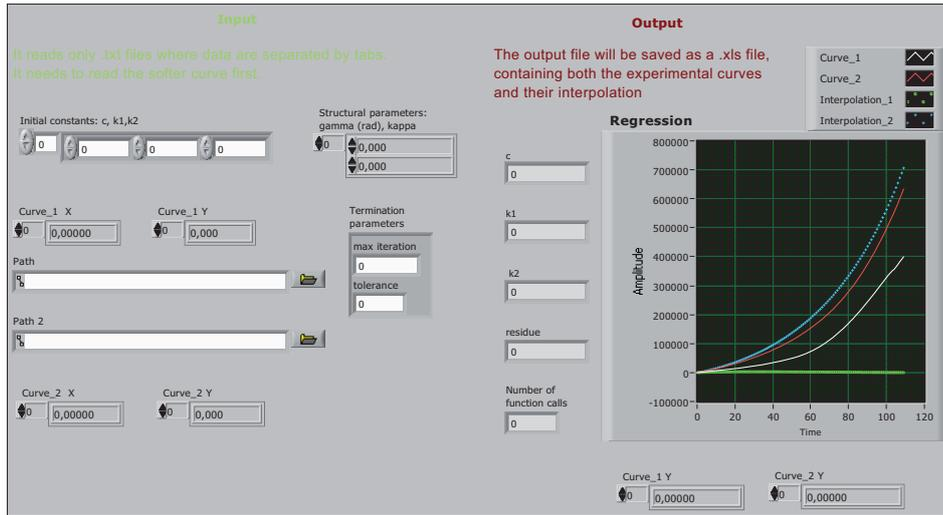 Input
It reads only .txt files where data are separated by tabs.
It needs to read the softer curve first.
Initial constants: c, k1,k2
0
0
0
0
Structural parameters:
gamma (rad), kappa
0
0,000
0,000
Curve_1 X
0
0,00000
Curve_1 Y
0
0,000
Path
Path 2
Termination
parameters
max iteration
0
tolerance
0
Curve_2 X
0
0,00000
Curve_2 Y
0
0,000
Output
The output file will be saved as a .xls file,
containing both the experimental curves
and their interpolation
Curve_1
Curve_2
Interpolation_1
Interpolation_2
c
0
k1
0
k2
0
residue
0
Number of
function calls
0
Regression
800000
700000
600000
500000
400000
300000
200000
100000
0
-100000
Amplitude
0 20 40 60 80 100 120
Time
Curve_1 Y
0
0,00000
Curve_2 Y
0
0,00000